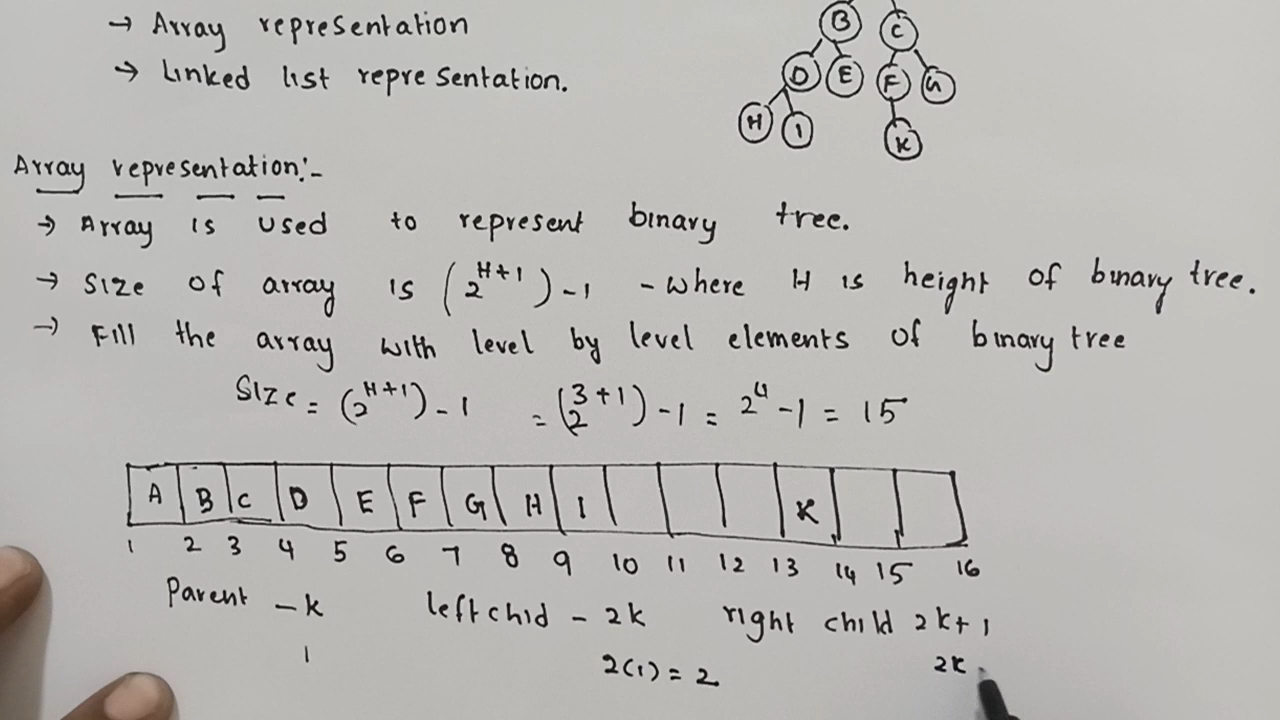 → Array representation
→ Linked list representation.
B C
D E F G
H I K
Array representation:-
→ Array is used to represent binary tree.
→ Size of array is (2^H+1) - 1 - where H is height of binary tree.
→ Fill the array with level by level elements of binary tree
Size = (2^H+1) - 1 = (2^3+1) - 1 = 2^4 - 1 = 15
A B C D E F G H I K
1 2 3 4 5 6 7 8 9 10 11 12 13 14 15 16
Parent - k left chid - 2k right child 2k+1
1 2(1) = 2 2k